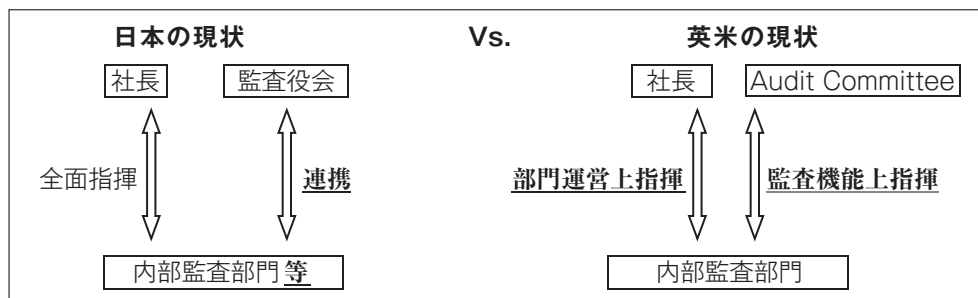 日本の現状 Vs. 英米の現状
社長 監査役会 社長 Audit Committee
全面指揮 連携 部門運営上指揮 監査機能上指揮
内部監査部門等 内部監査部門